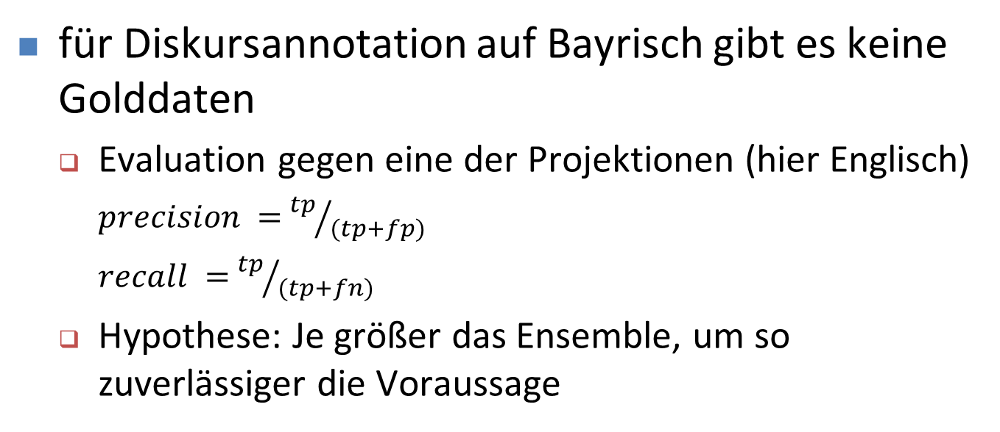 für Diskursannotation auf Bayrisch gibt es keine
Golddaten
Evaluation gegen eine der Projektionen (hier Englisch)
precision = tp/(tp+fp)
recall = tp/(tp+fn)
Hypothese: Je größer das Ensemble, um so
zuverlässiger die Voraussage